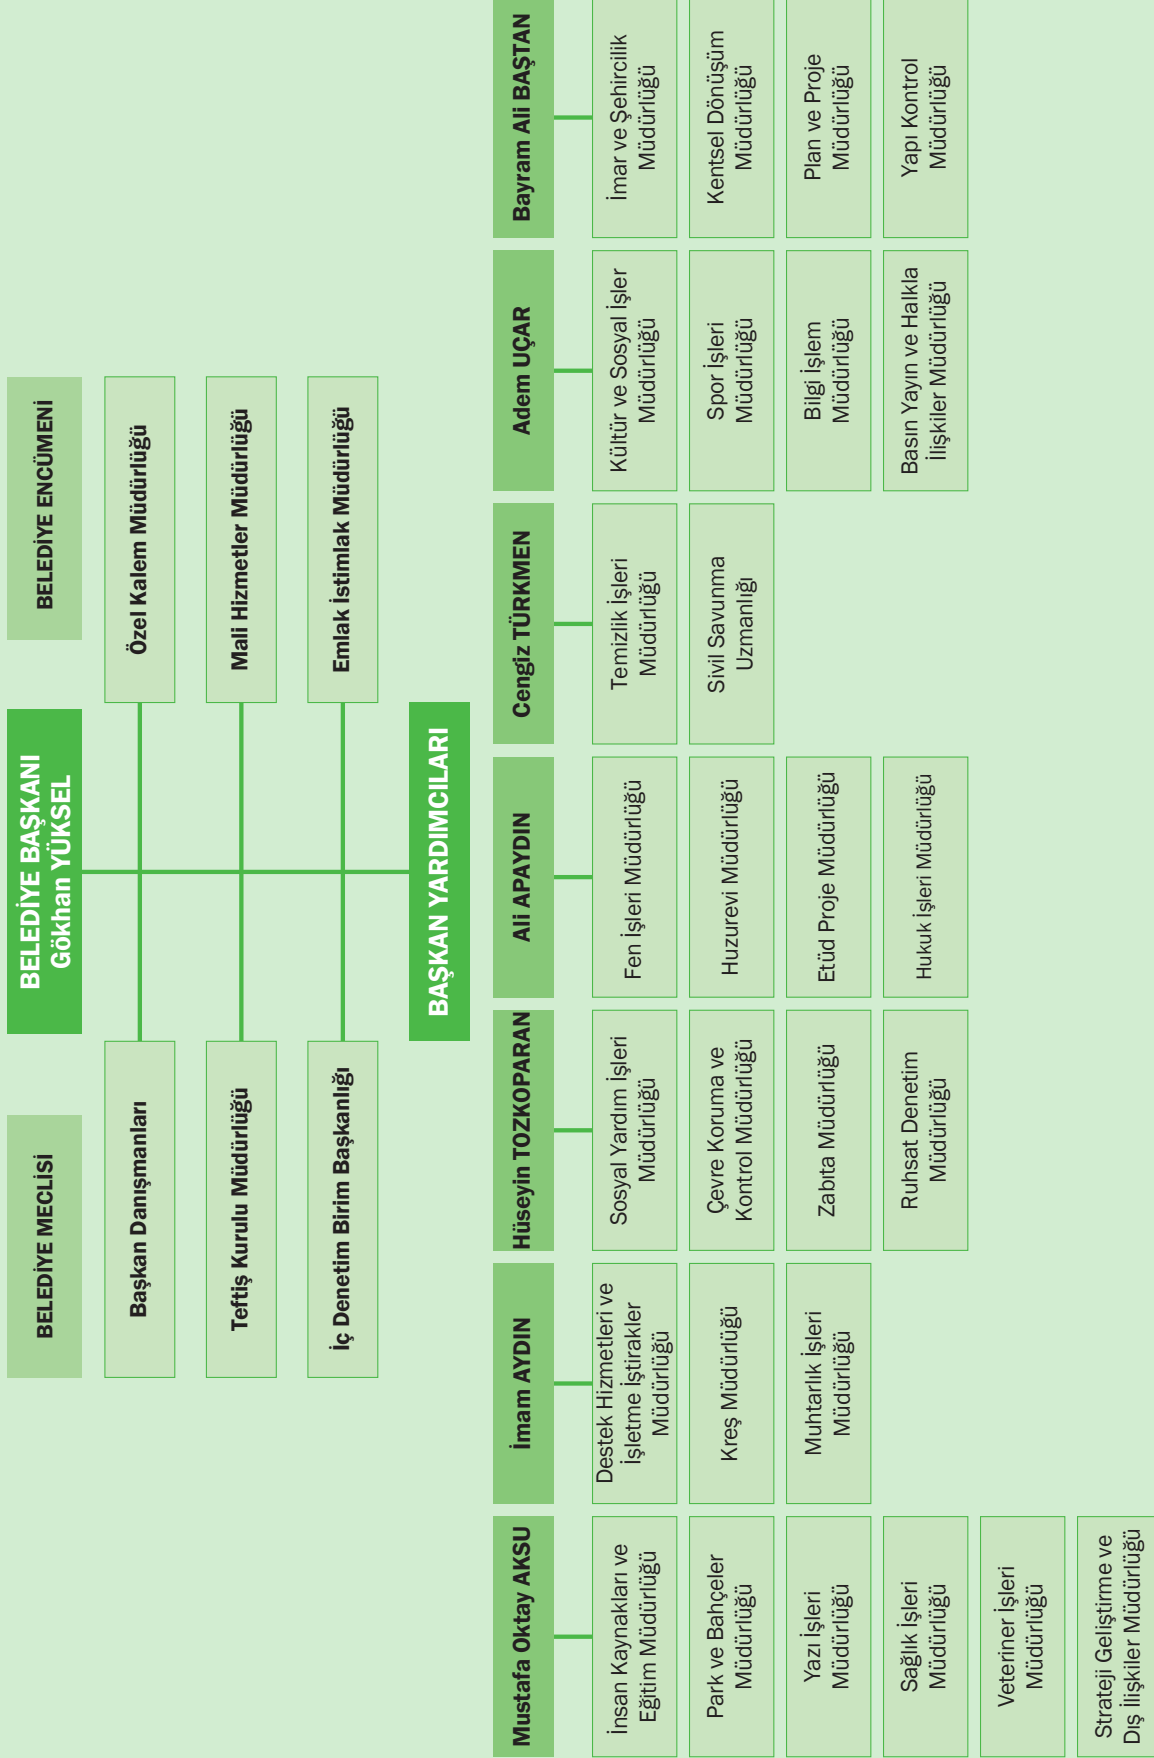 BELEDİYE MECLİSİ
BELEDİYE BAŞKANI
Gökhan YÜKSEL
BELEDİYE ENCÜMENİ
Başkan Danışmanları
Özel Kalem Müdürlüğü
Teftiş Kurulu Müdürlüğü
Mali Hizmetler Müdürlüğü
İç Denetim Birim Başkanlığı
Emlak İstimlak Müdürlüğü
BAŞKAN YARDIMCILARI
Mustafa Oktay AKSU
İnsan Kaynakları ve
Eğitim Müdürlüğü
Park ve Bahçeler
Müdürlüğü
Yazı İşleri
Müdürlüğü
Sağlık İşleri
Müdürlüğü
Veteriner İşleri
Müdürlüğü
Strateji Geliştirme ve
Dış İlişkiler Müdürlüğü
İmam AYDIN
Destek Hizmetleri ve
İşletme İştirakler
Müdürlüğü
Kreş Müdürlüğü
Muhtarlık İşleri
Müdürlüğü
Hüseyin TOZKOPARAN
Sosyal Yardım İşleri
Müdürlüğü
Çevre Koruma ve
Kontrol Müdürlüğü
Zabıta Müdürlüğü
Ruhsat Denetim
Müdürlüğü
Ali APAYDIN
Fen İşleri Müdürlüğü
Huzurevi Müdürlüğü
Etüd Proje Müdürlüğü
Hukuk İşleri Müdürlüğü
Cengiz TÜRKMEN
Temizlik İşleri
Müdürlüğü
Sivil Savunma
Uzmanlığı
Adem UÇAR
Kültür ve Sosyal İşler
Müdürlüğü
Spor İşleri
Müdürlüğü
Bilgi İşlem
Müdürlüğü
Basın Yayın ve Halkla
İlişkiler Müdürlüğü
Bayram Ali BAŞTAN
İmar ve Şehircilik
Müdürlüğü
Kentsel Dönüşüm
Müdürlüğü
Plan ve Proje
Müdürlüğü
Yapı Kontrol
Müdürlüğü